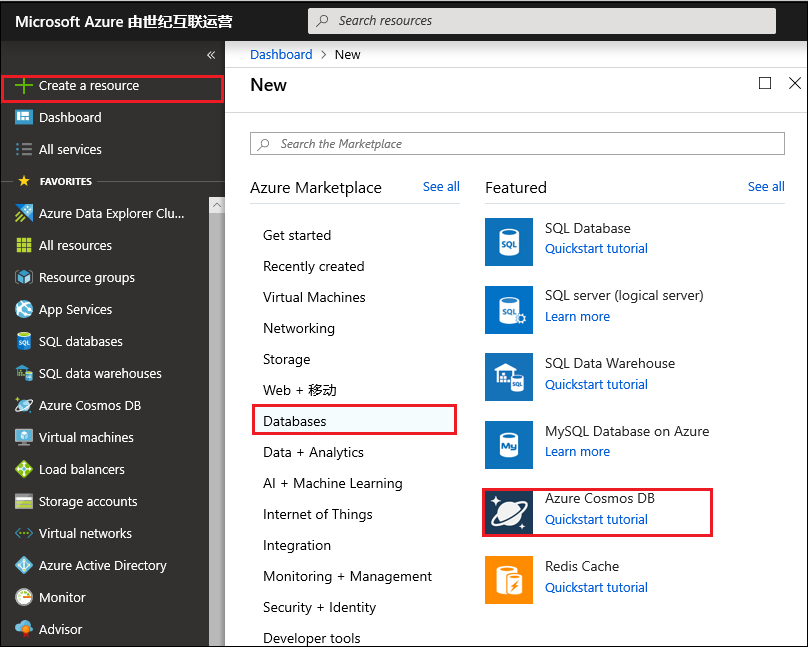 Microsoft Azure 由世纪互联运营
Search resources
«
Create a resource
Dashboard
All services
FAVORITES
Azure Data Explorer Clu...
All resources
Resource groups
App Services
SQL databases
SQL data warehouses
Azure Cosmos DB
Virtual machines
Load balancers
Storage accounts
Virtual networks
Azure Active Directory
Monitor
Advisor
Dashboard > New
New
Search the Marketplace
Azure Marketplace See all
Get started
Recently created
Virtual Machines
Networking
Storage
Web + 移动
Databases
Data + Analytics
AI + Machine Learning
Internet of Things
Integration
Monitoring + Management
Security + Identity
Developer tools
Featured See all
SQL
SQL Database
Quickstart tutorial
SQL
SQL server (logical server)
Learn more
SQL
SQL Data Warehouse
Quickstart tutorial
My
MySQL Database on Azure
Learn more
Azure Cosmos DB
Quickstart tutorial
Redis Cache
Quickstart tutorial